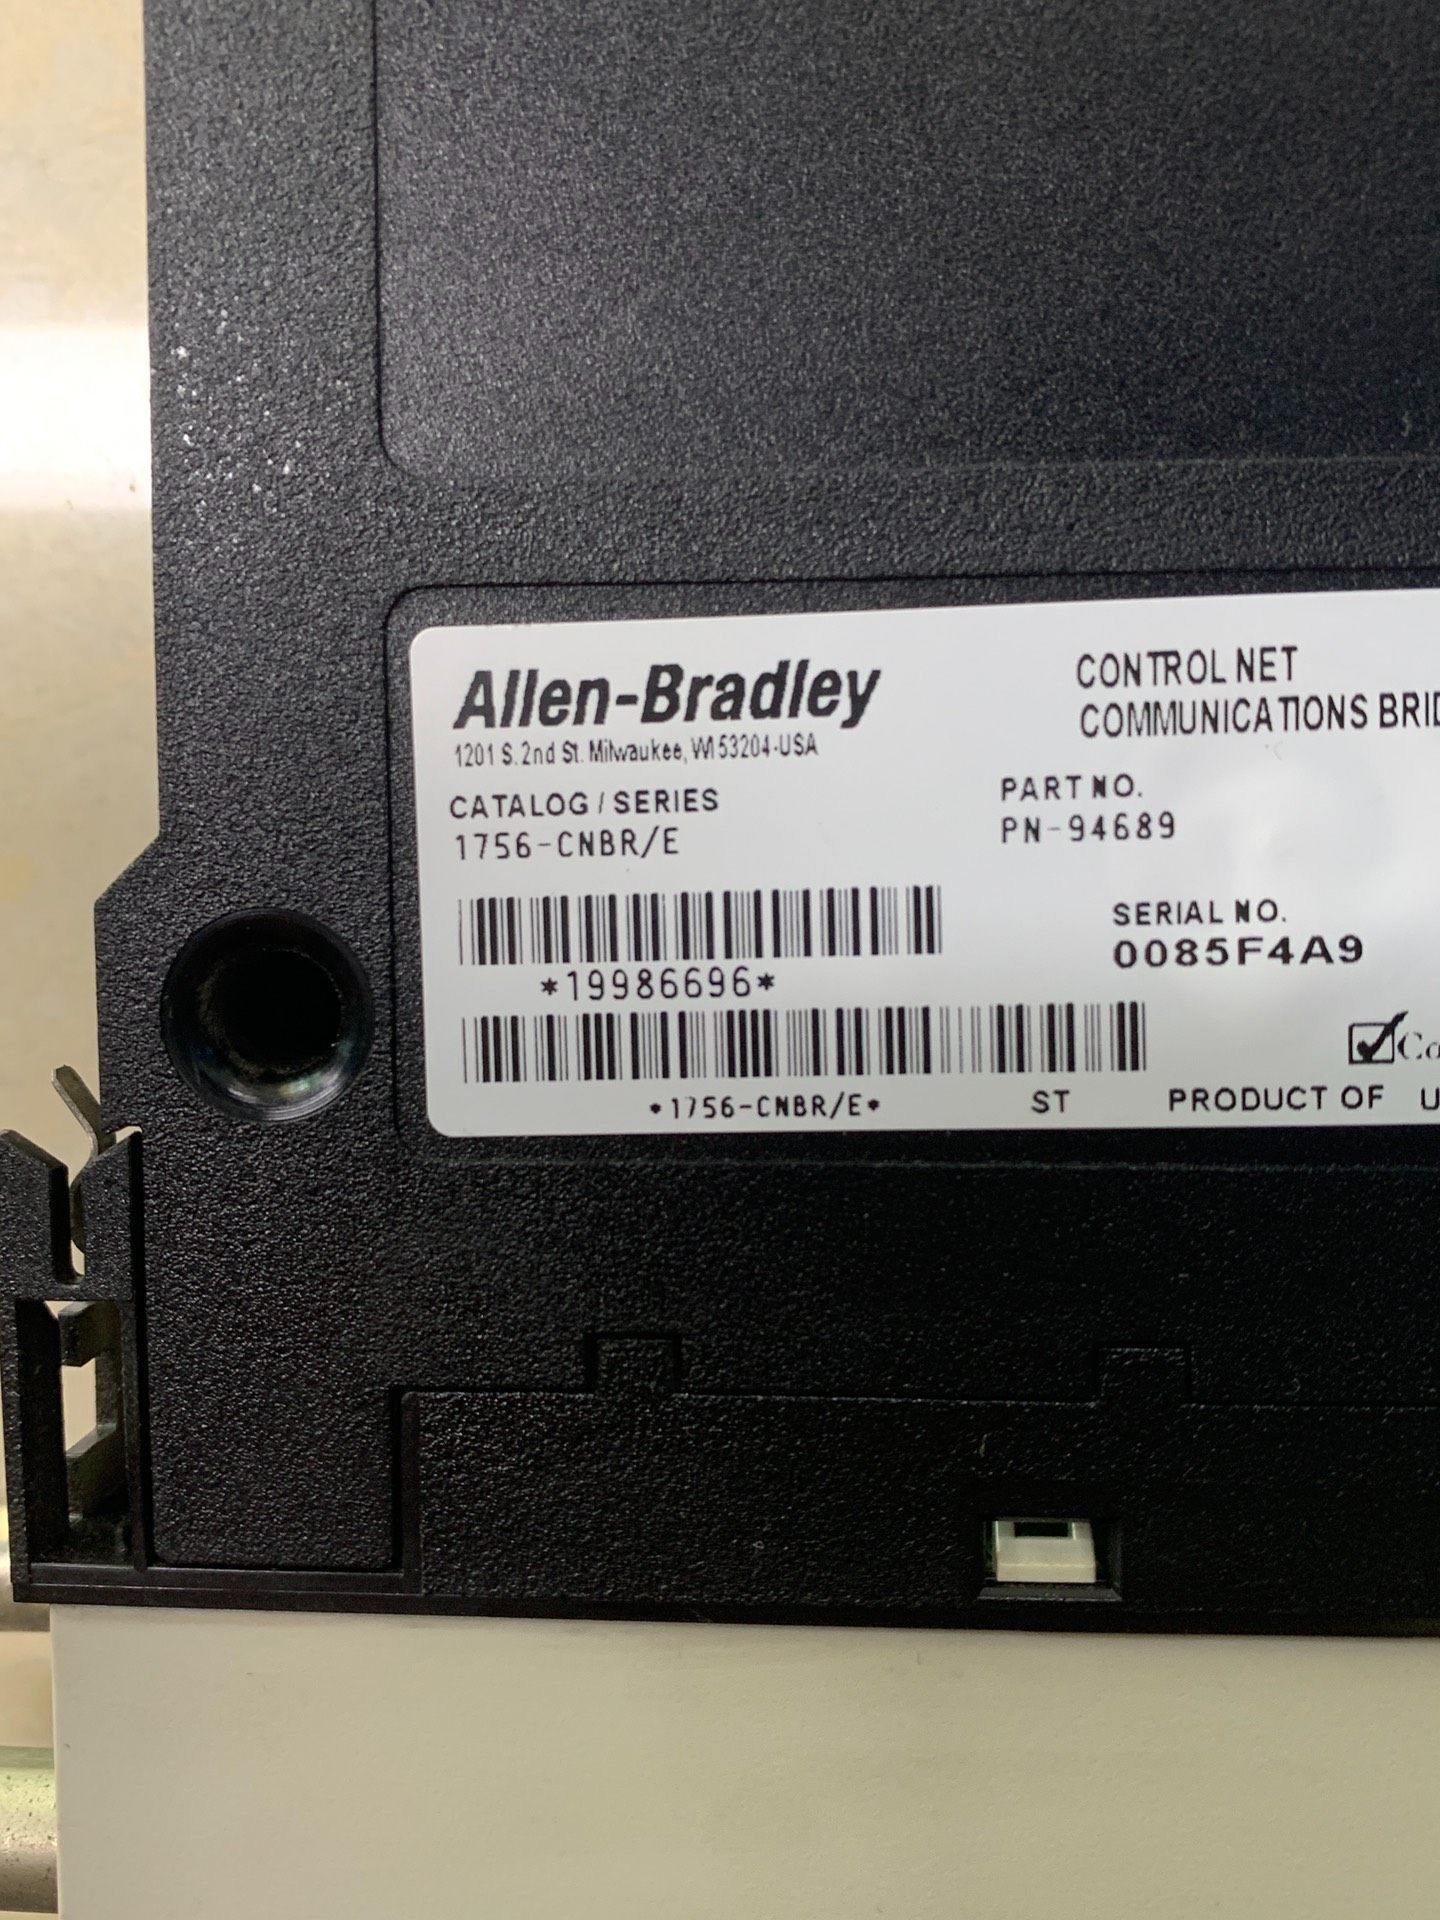 Allen-Bradley
1201 S. 2nd St. Milwaukee, WI 53204-USA
CONTROL NET
COMMUNICATIONS
CATALOG / SERIES
1756-CNBR/E
PART NO.
PN-94689
SERIAL NO.
0085F4A9
*19986696*
*1756-CNBR/E*
ST
PRODUCT OF